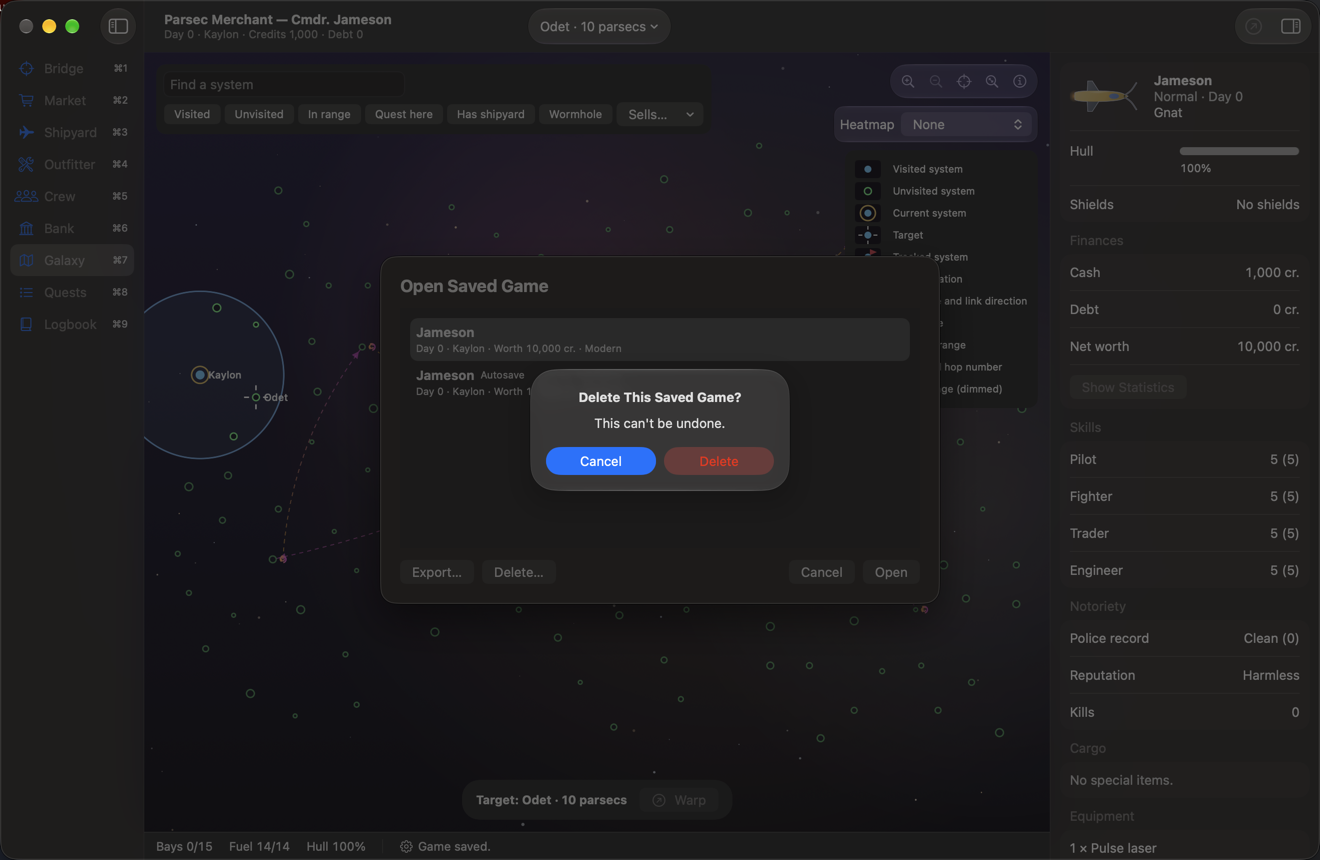 Parsec Merchant — Cmdr. Jameson
Day 0 · Kaylon · Credits 1,000 · Debt 0
Odet · 10 parsecs
Bridge ⌘1
Market ⌘2
Shipyard ⌘3
Outfitter ⌘4
Crew ⌘5
Bank ⌘6
Galaxy ⌘7
Quests ⌘8
Logbook ⌘9
Find a system
Visited Unvisited In range Quest here Has shipyard Wormhole Sells...
Heatmap None
Visited system
Unvisited system
Current system
Target
Tracked system
and link direction
range
hop number
(dimmed)
Kaylon
Odet
Open Saved Game
Jameson
Day 0 · Kaylon · Worth 10,000 cr. · Modern
Jameson Autosave
Day 0 · Kaylon · Worth
Delete This Saved Game?
This can't be undone.
Cancel Delete
Export... Delete... Cancel Open
Target: Odet · 10 parsecs Warp
Bays 0/15 Fuel 14/14 Hull 100% Game saved.
Jameson
Normal · Day 0
Gnat
Hull
100%
Shields No shields
Finances
Cash 1,000 cr.
Debt 0 cr.
Net worth 10,000 cr.
Show Statistics
Skills
Pilot 5 (5)
Fighter 5 (5)
Trader 5 (5)
Engineer 5 (5)
Notoriety
Police record Clean (0)
Reputation Harmless
Kills 0
Cargo
No special items.
Equipment
1 × Pulse laser